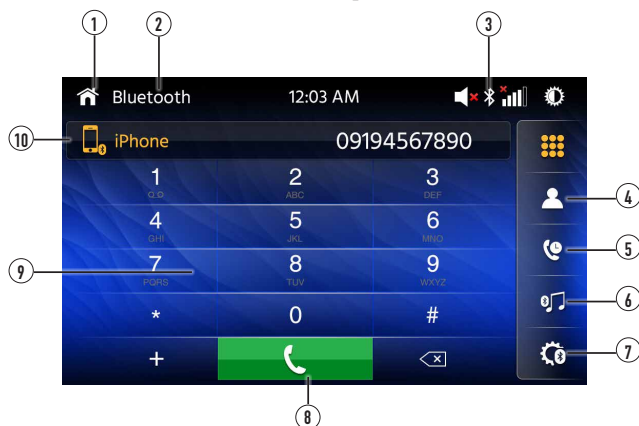 1 2 3
Bluetooth 12:03 AM
10 iPhone 09194567890
1 2 3
QO ABC DEF
4
4 5 6
GHI JKL MNO
5
9 7 8 9
PQRS TUV WXYZ
6
* 0 #
+ 7
8